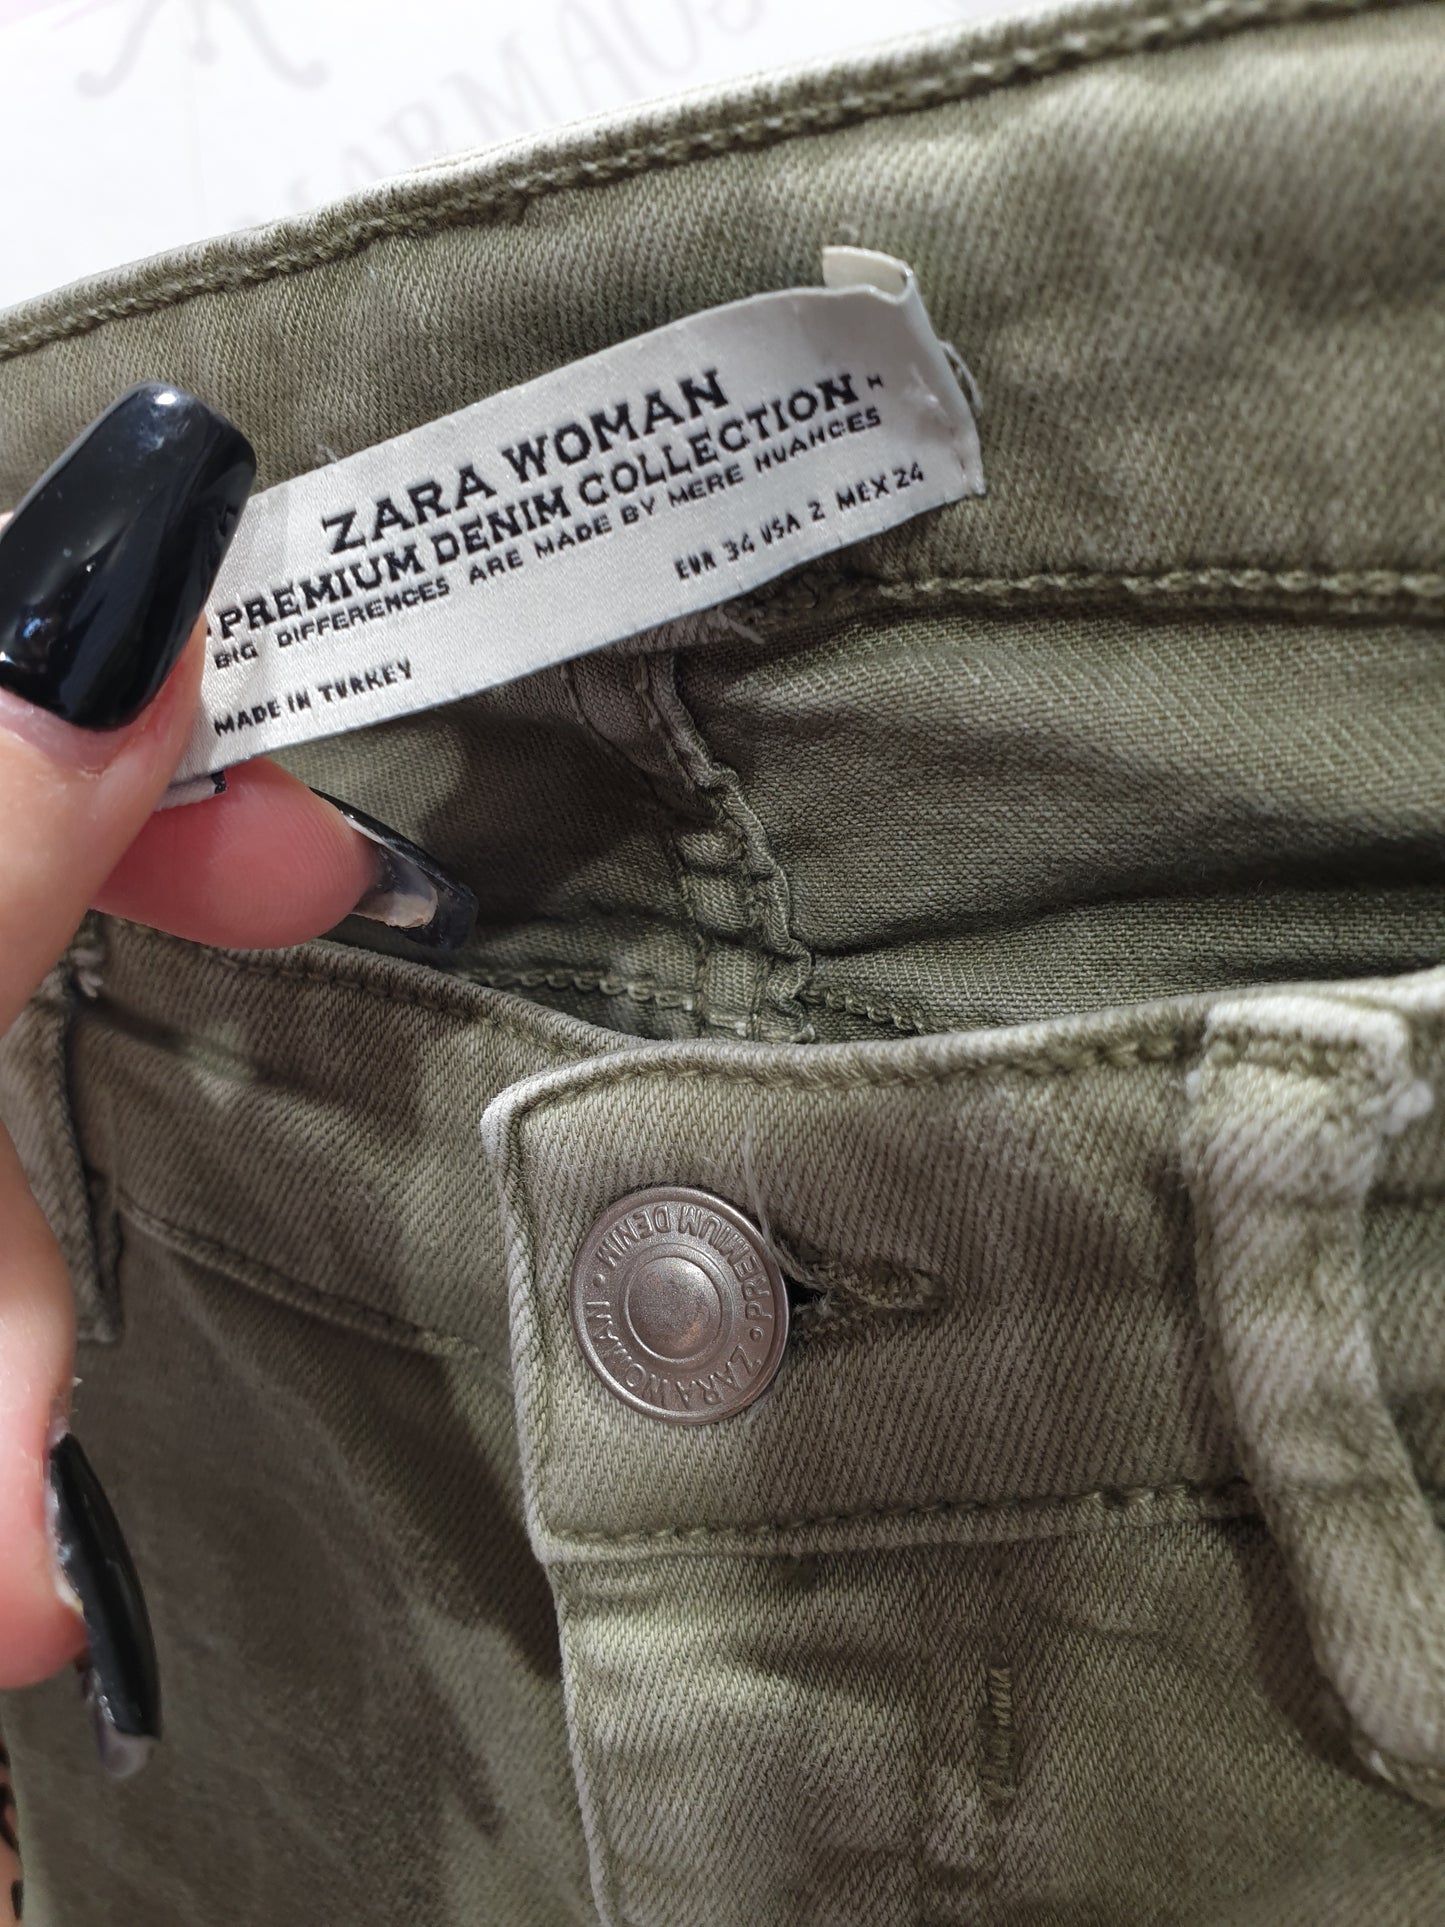 ARMAOS
ZARA WOMAN
PREMIUM DENIM COLLECTION
BIG DIFFERENCES ARE MADE BY MERE NUANCES
EUR 34 USA 2 MEX 24
MADE IN TURKEY
ZARA WOMAN • PREMIUM DENIM •